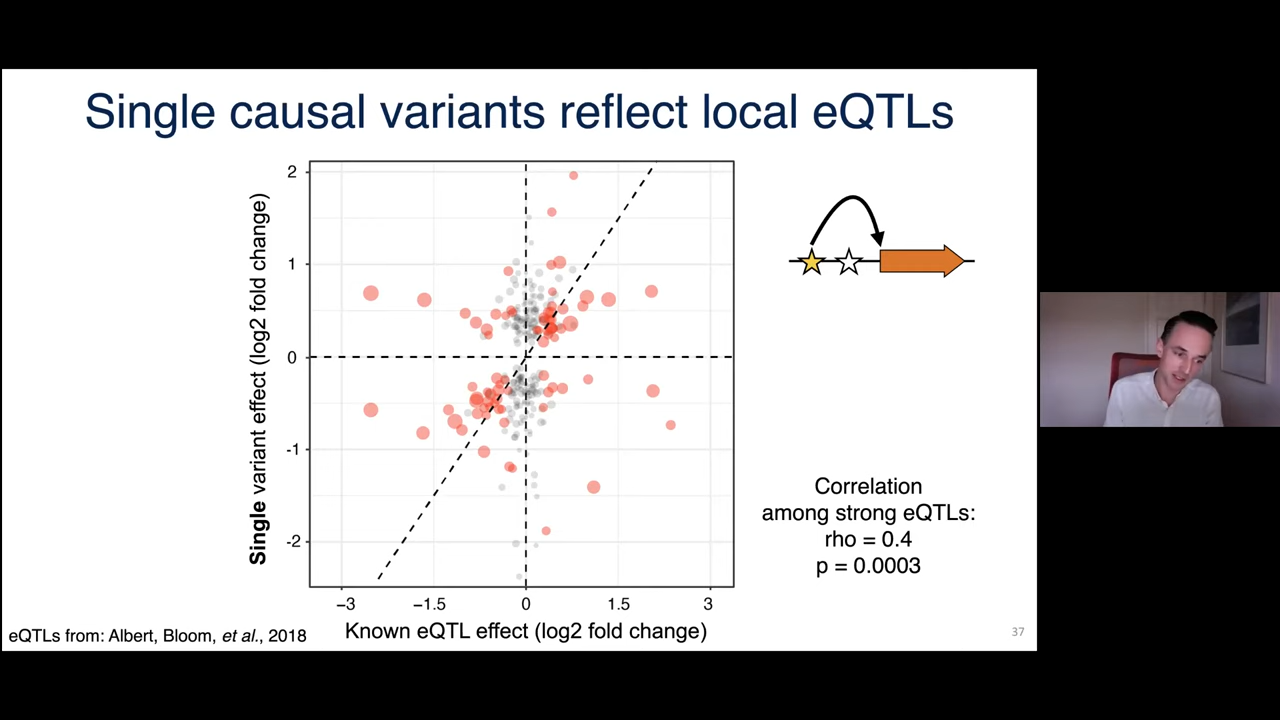 Single causal variants reflect local eQTLs
Single variant effect (log2 fold change)
2
1
0
-1
-2
−3
−1.5
0
1.5
3
Known eQTL effect (log2 fold change)
Correlation
among strong eQTLs:
rho = 0.4
p = 0.0003
eQTLs from: Albert, Bloom, et al., 2018
37